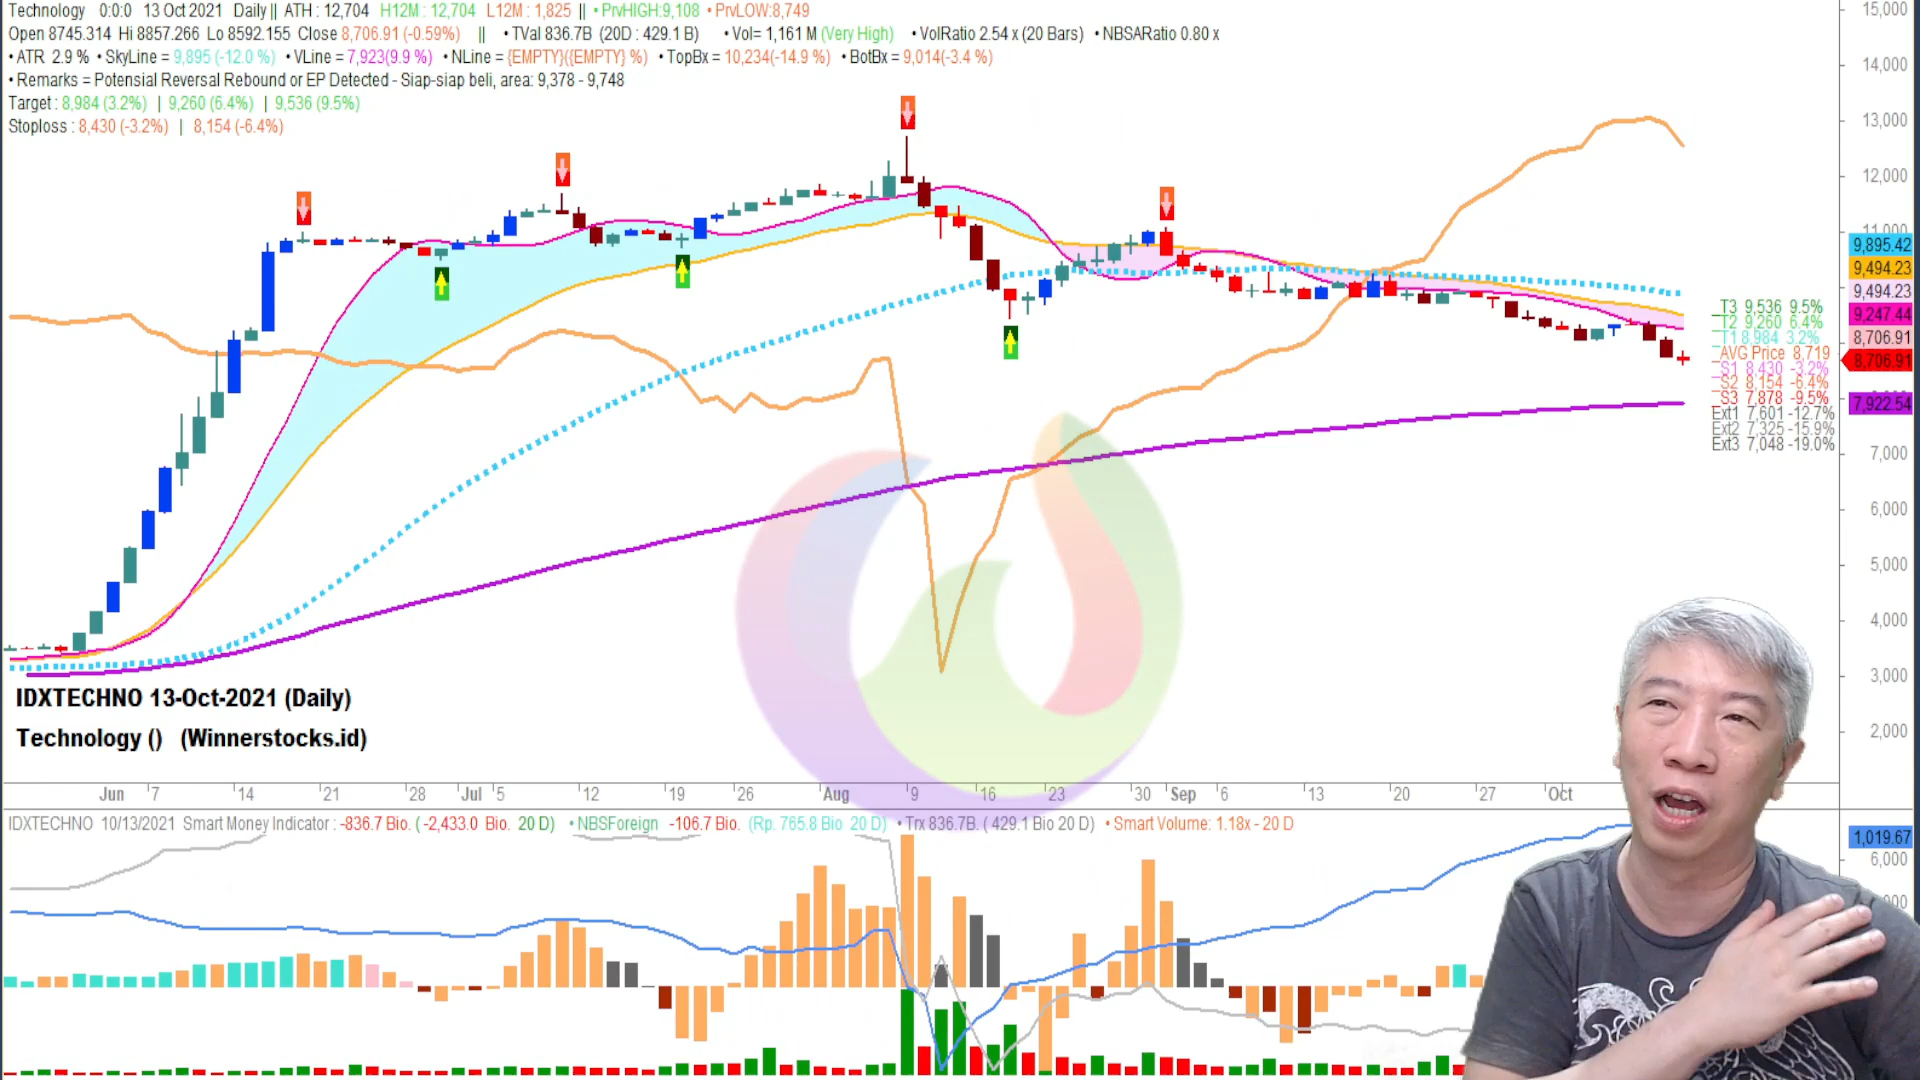 Technology 0:0:0 13 Oct 2021 Daily || ATH : 12,704 H12M : 12,704 L12M : 1,825 || • PrvHIGH:9,108 • PrvLOW:8,749
Open 8745.314 Hi 8857.266 Lo 8592.155 Close 8,706.91 (-0.59%) || • TVal 836.7B (20D : 429.1 B) • Vol= 1,161 M (Very High) • VolRatio 2.54 x (20 Bars) • NBSARatio 0.80 x
• ATR 2.9 % • SkyLine = 9,895 (-12.0 %) • VLine = 7,923(9.9 %) • NLine = {EMPTY}({EMPTY} %) • TopBx = 10,234(-14.9 %) • BotBx = 9,014(-3.4 %)
• Remarks = Potensial Reversal Rebound or EP Detected - Siap-siap beli, area: 9,378 - 9,748
Target : 8,984 (3.2%) | 9,260 (6.4%) | 9,536 (9.5%)
Stoploss : 8,430 (-3.2%) | 8,154 (-6.4%)
15,000
14,000
13,000
12,000
9,895.42
9,494.23
9,494.23
9,247.44
8,706.91
8,706.91
7,922.54
7,000
6,000
5,000
4,000
3,000
2,000
T3 9,536 9.5%
T2 9,260 6.4%
T1 8,984 3.2%
AVG Price 8,719
S1 8,430 -3.2%
S2 8,154 -6.4%
S3 7,878 -9.5%
Ext1 7,601 -12.7%
Ext2 7,325 -15.9%
Ext3 7,048 -19.0%
IDXTECHNO 13-Oct-2021 (Daily)
Technology () (Winnerstocks.id)
Jun 7 14 21 28 Jul 5 12 19 26 Aug 9 16 23 30 Sep 6 13 20 27 Oct
IDXTECHNO 10/13/2021 Smart Money Indicator : -836.7 Bio. ( -2,433.0 Bio. 20 D) • NBSForeign -106.7 Bio. (Rp. 765.8 Bio 20 D) • Trx 836.7B. ( 429.1 Bio 20 D) • Smart Volume: 1.18x - 20 D
1,019.67
6,000